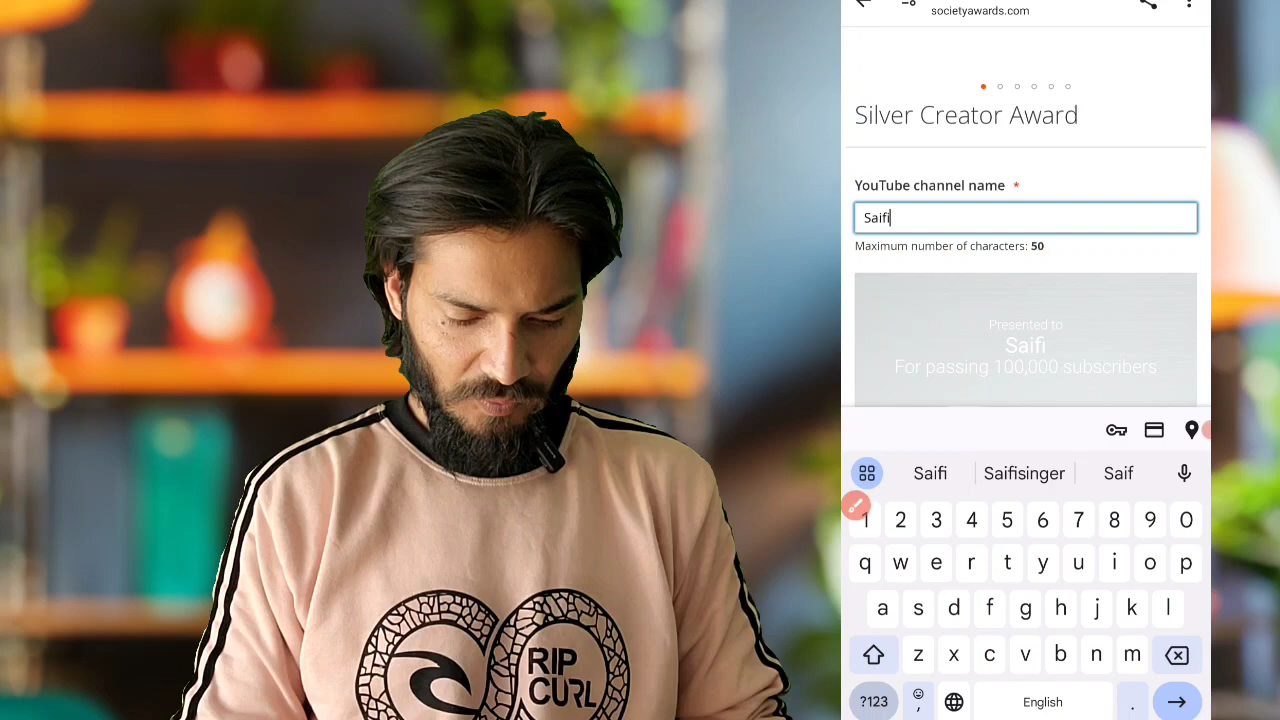 societyawards.com
Silver Creator Award
YouTube channel name *
Saifi
Maximum number of characters: 50
Presented to
Saifi
For passing 100,000 subscribers
Saifi Saifisinger Saif
1 2 3 4 5 6 7 8 9 0
q w e r t y u i o p
a s d f g h j k l
z x c v b n m
?123 , English .
RIP
CURL